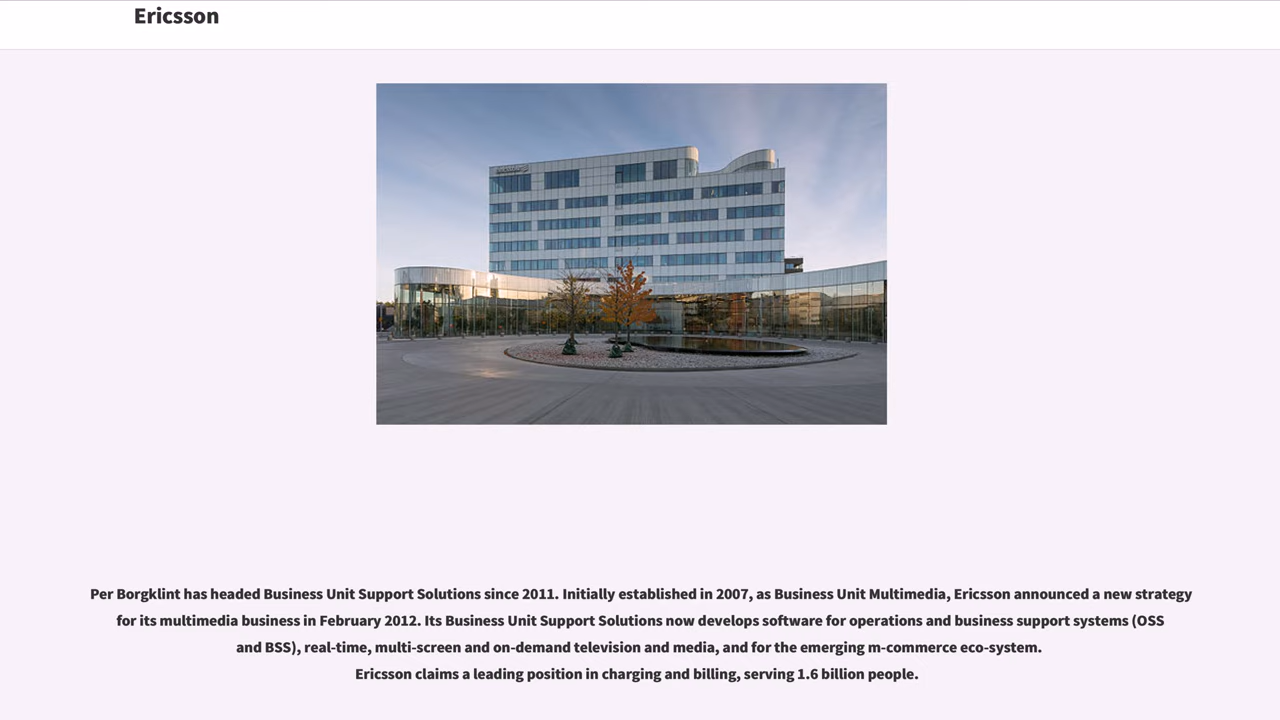 Ericsson
Per Borgklint has headed Business Unit Support Solutions since 2011. Initially established in 2007, as Business Unit Multimedia, Ericsson announced a new strategy
for its multimedia business in February 2012. Its Business Unit Support Solutions now develops software for operations and business support systems (OSS
and BSS), real-time, multi-screen and on-demand television and media, and for the emerging m-commerce eco-system.
Ericsson claims a leading position in charging and billing, serving 1.6 billion people.